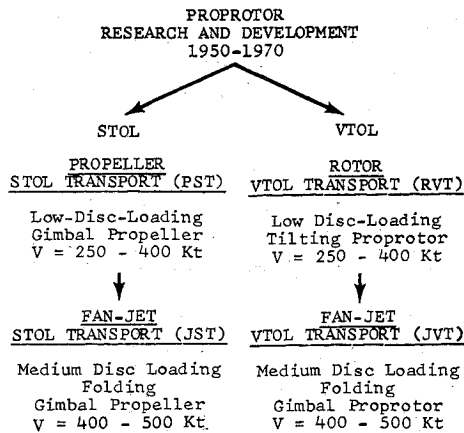 PROPROTOR
RESEARCH AND DEVELOPMENT
1950-1970
STOL
PROPELLER
STOL TRANSPORT (PST)
Low-Disc-Loading
Gimbal Propeller
V = 250 - 400 Kt
FAN-JET
STOL TRANSPORT (JST)
Medium Disc Loading
Folding
Gimbal Propeller
V = 400 - 500 Kt.
VTOL
ROTOR
VTOL TRANSPORT (RVT)
Low Disc-Loading
Tilting Proprotor
V = 250 - 400 Kt
FAN-JET
VTOL TRANSPORT (JVT)
Medium Disc Loading
Folding
Gimbal Proprotor
V = 400 - 500 Kt